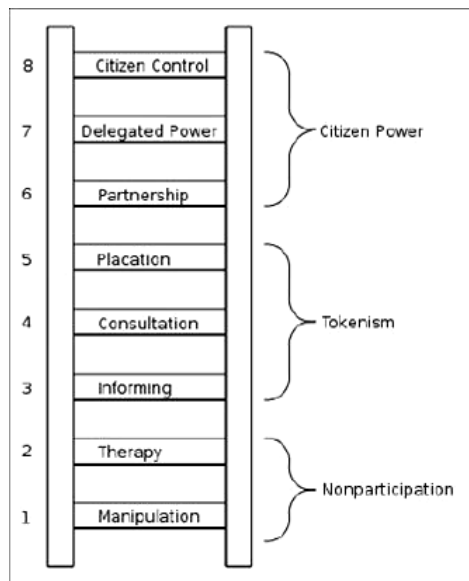 8 Citizen Control
7 Delegated Power
Citizen Power
6 Partnership
5 Placation
4 Consultation
Tokenism
3 Informing
2 Therapy
Nonparticipation
1 Manipulation